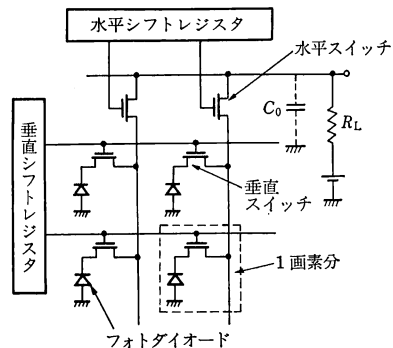 水平シフトレジスタ
水平スイッチ
C₀
R_L
垂直シフトレジスタ
垂直
スイッチ
1画素分
フォトダイオード